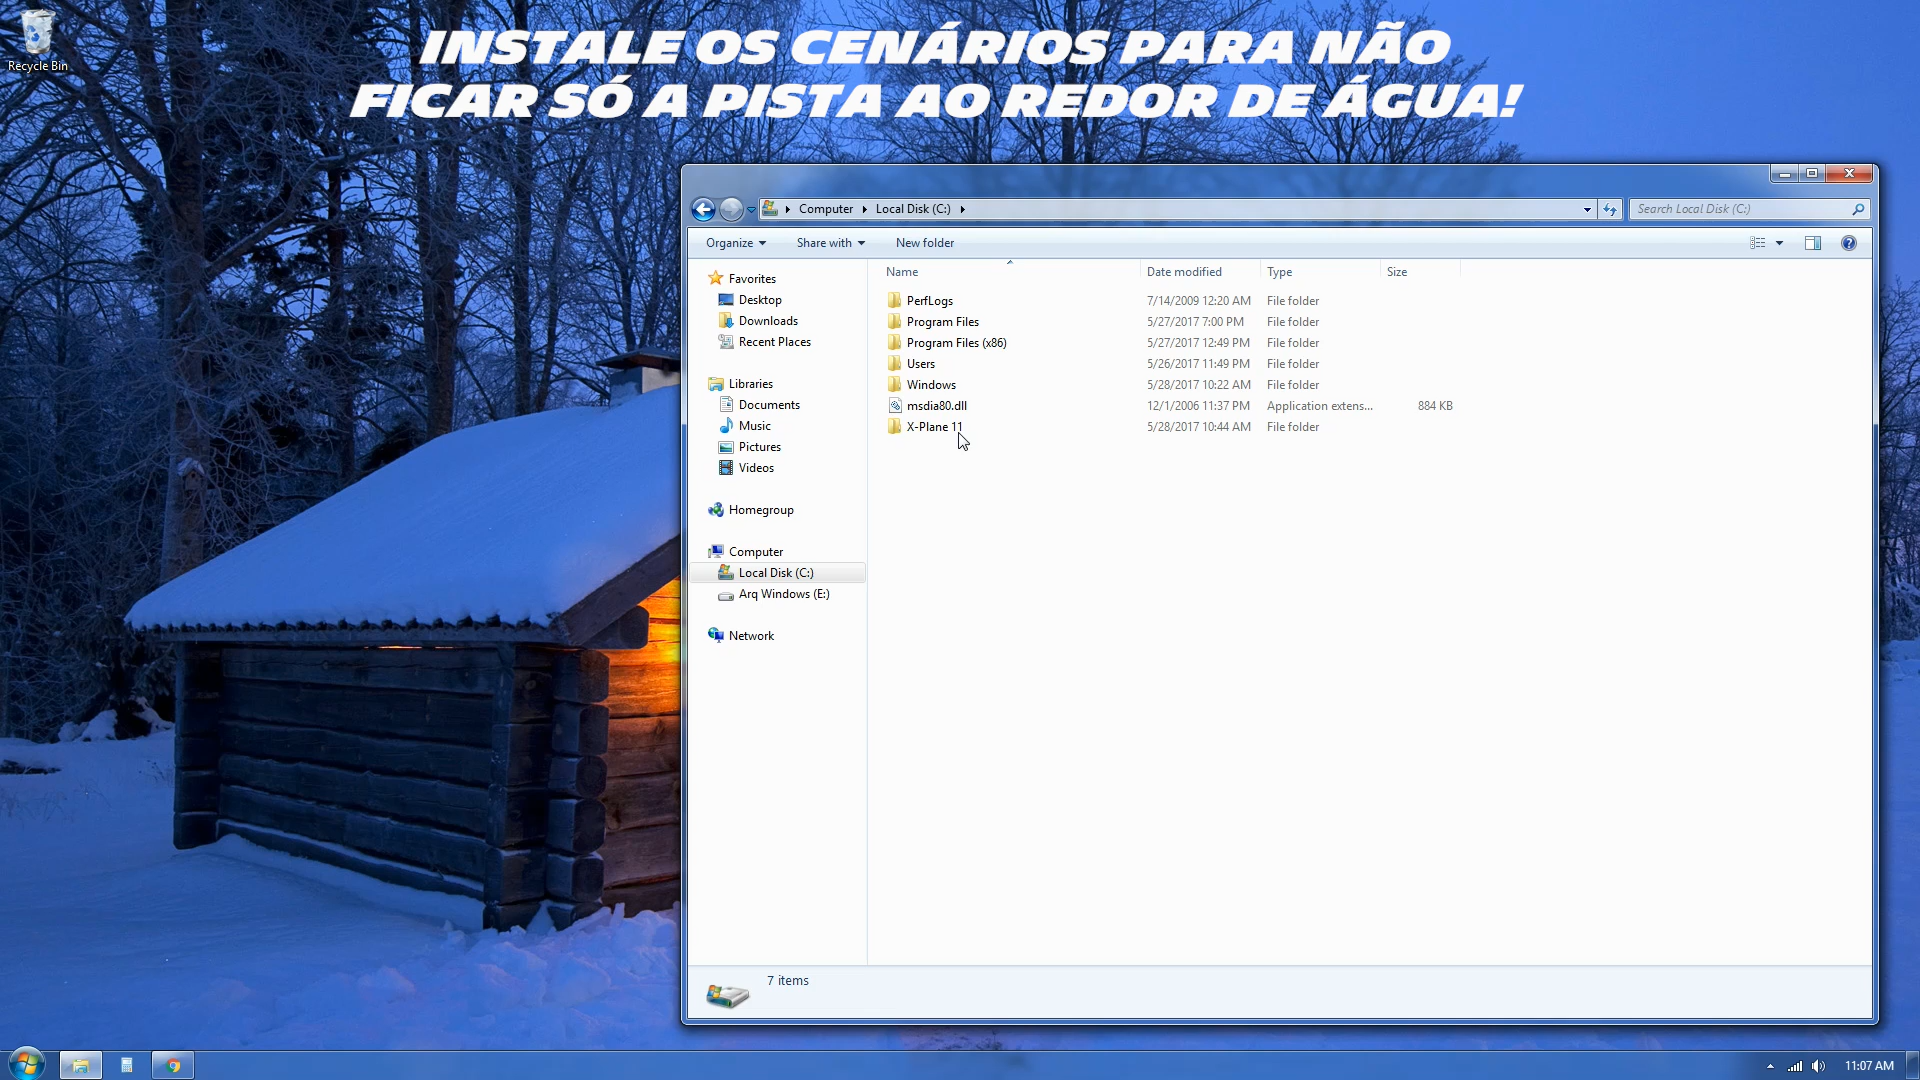 INSTALE OS CENÁRIOS PARA NÃO
FICAR SÓ A PISTA AO REDOR DE ÁGUA!
Recycle Bin
Computer Local Disk (C:)
Search Local Disk (C:)
Organize Share with New folder
Name Date modified Type Size
Favorites
Desktop
Downloads
Recent Places
Libraries
Documents
Music
Pictures
Videos
Homegroup
Computer
Local Disk (C:)
Arq Windows (E:)
Network
PerfLogs 7/14/2009 12:20 AM File folder
Program Files 5/27/2017 7:00 PM File folder
Program Files (x86) 5/27/2017 12:49 PM File folder
Users 5/26/2017 11:49 PM File folder
Windows 5/28/2017 10:22 AM File folder
msdia80.dll 12/1/2006 11:37 PM Application extens... 884 KB
X-Plane 11 5/28/2017 10:44 AM File folder
7 items
11:07 AM